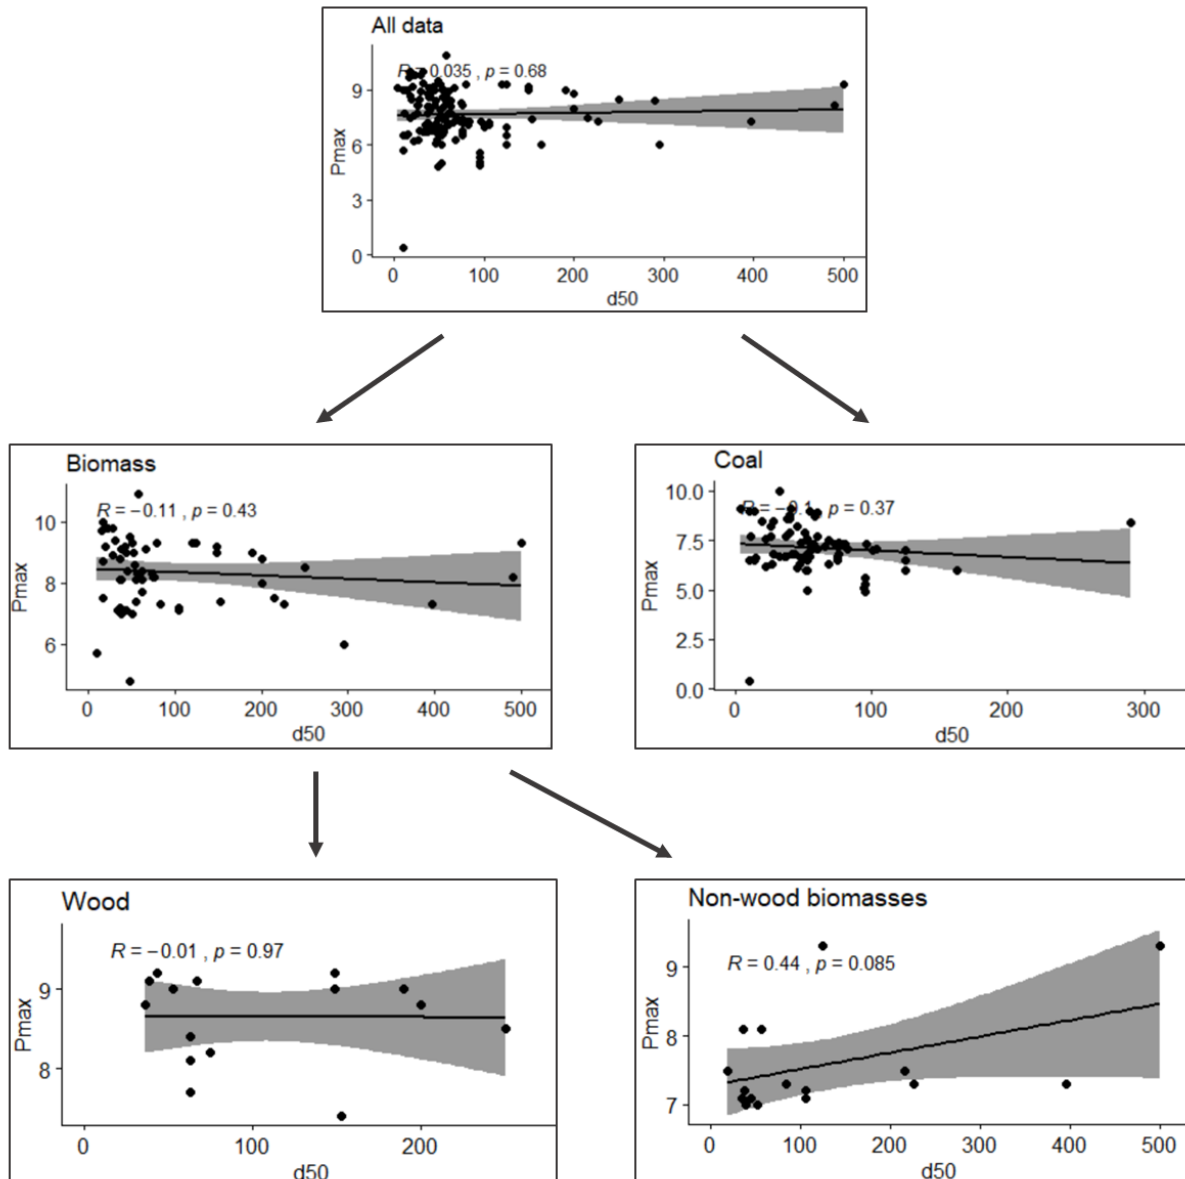 All data
R = 0.035 , p = 0.68
9
6
3
0
Pmax
0 100 200 300 400 500
d50
Biomass
R = −0.11 , p = 0.43
10
8
6
Pmax
0 100 200 300 400 500
d50
Coal
R = −0.1 , p = 0.37
10.0
7.5
5.0
2.5
0.0
Pmax
0 100 200 300
d50
Wood
R = −0.01 , p = 0.97
9
8
Pmax
0 100 200
d50
Non-wood biomasses
R = 0.44 , p = 0.085
9
8
7
Pmax
0 100 200 300 400 500
d50